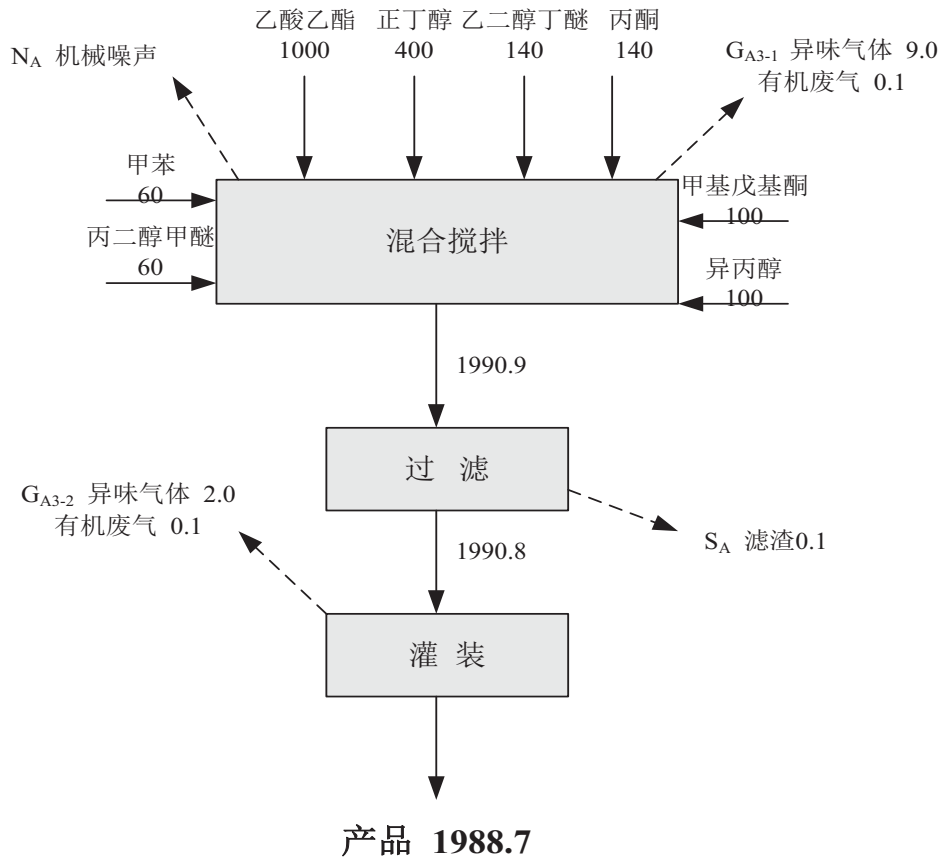 乙酸乙酯 正丁醇 乙二醇丁醚 丙酮
1000 400 140 140
N_A 机械噪声
G_A3-1 异味气体 9.0
有机废气 0.1
甲苯
60
丙二醇甲醚
60
混合搅拌
甲基戊基酮
100
异丙醇
100
1990.9
过 滤
G_A3-2 异味气体 2.0
有机废气 0.1
S_A 滤渣0.1
1990.8
灌 装
产品 1988.7